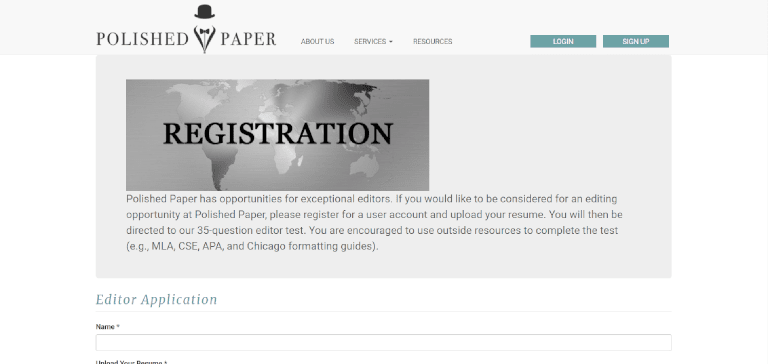 POLISHED PAPER
ABOUT US
SERVICES
RESOURCES
LOGIN
SIGN UP
REGISTRATION
Polished Paper has opportunities for exceptional editors. If you would like to be considered for an editing
opportunity at Polished Paper, please register for a user account and upload your resume. You will then be
directed to our 35-question editor test. You are encouraged to use outside resources to complete the test
(e.g., MLA, CSE, APA, and Chicago formatting guides).
Editor Application
Name *
Upload Your Resume *